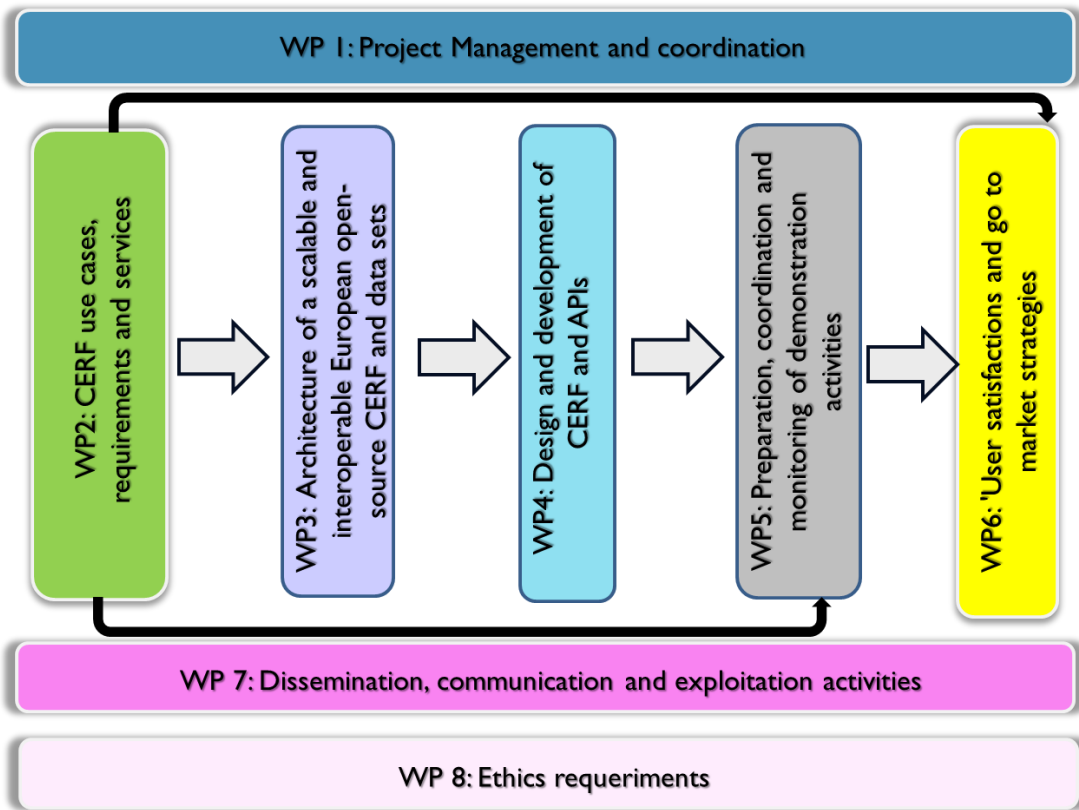 WP 1: Project Management and coordination
WP2: CERF use cases,
requirements and services
WP3: Architecture of a scalable and
interoperable European open-
source CERF and data sets
WP4: Design and development of
CERF and APIs
WP5: Preparation, coordination and
monitoring of demonstration
activities
WP6: 'User satisfactions and go to
market strategies
WP 7: Dissemination, communication and exploitation activities
WP 8: Ethics requeriments